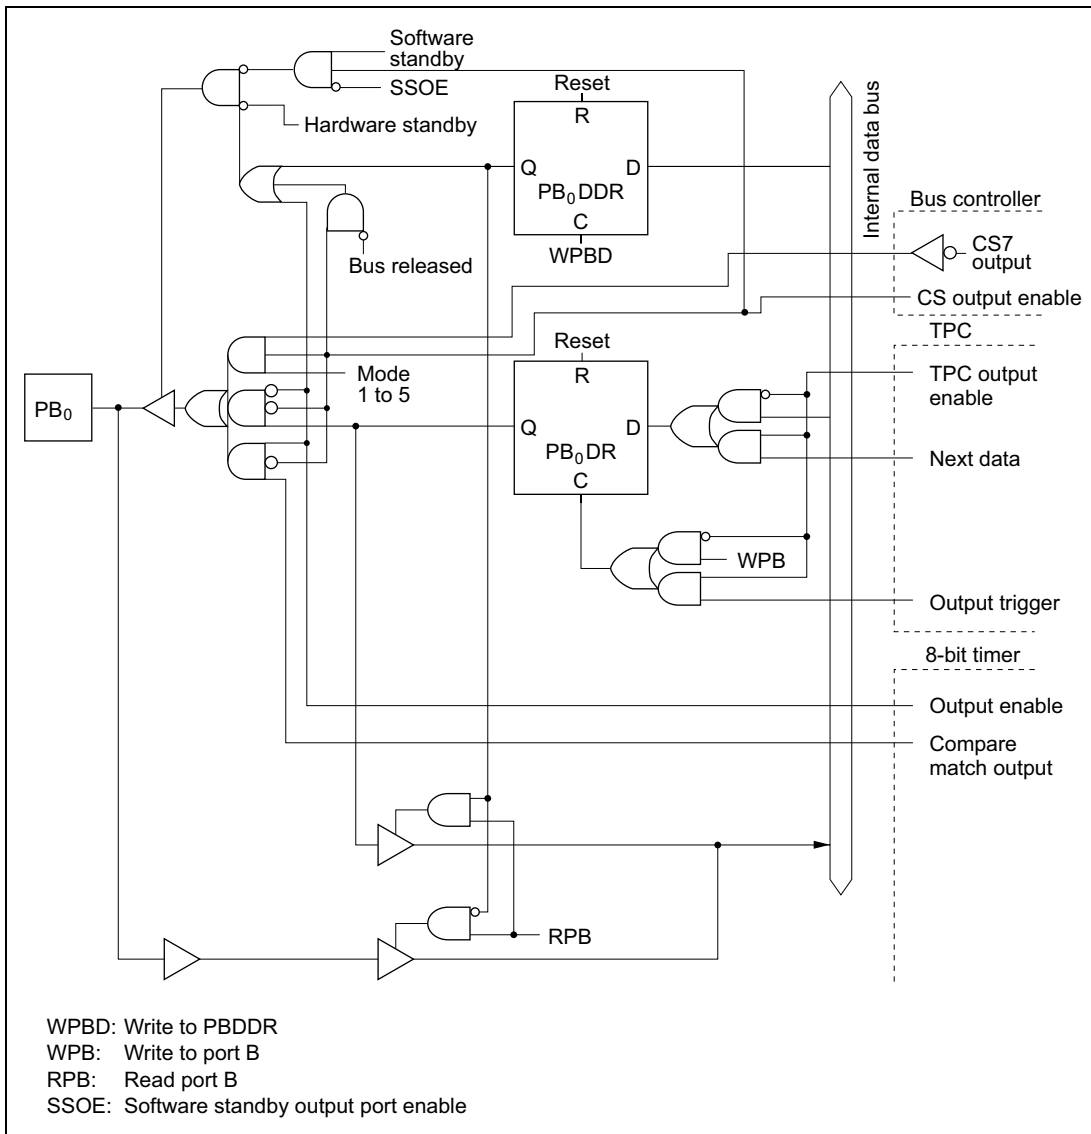 Software
standby
SSOE
Hardware standby
Reset
R
Q
D
PB₀DDR
C
WPBD
Bus released
Internal data bus
Bus controller
CS7
output
CS output enable
TPC
Reset
R
Mode
1 to 5
PB₀
Q
D
PB₀DR
C
TPC output
enable
Next data
WPB
Output trigger
8-bit timer
Output enable
Compare
match output
RPB
WPBD: Write to PBDDR
WPB: Write to port B
RPB: Read port B
SSOE: Software standby output port enable